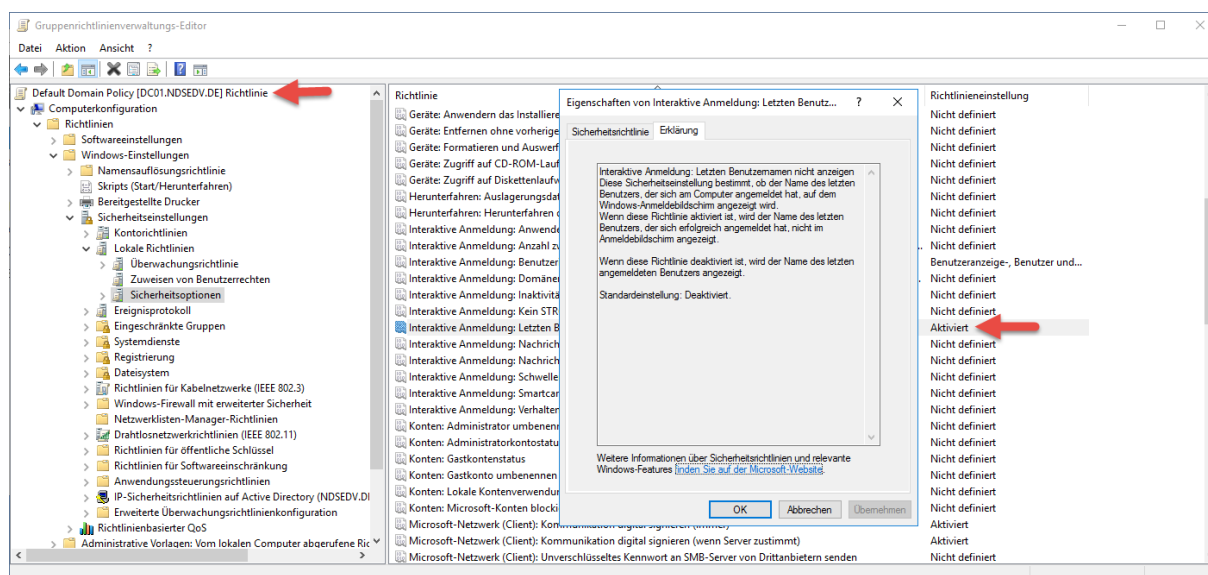 Gruppenrichtlinienverwaltungs-Editor
Datei Aktion Ansicht ?
Default Domain Policy [DC01.NDSEDV.DE] Richtlinie
Computerkonfiguration
Richtlinien
Softwareeinstellungen
Windows-Einstellungen
Namensauflösungsrichtlinie
Skripts (Start/Herunterfahren)
Bereitgestellte Drucker
Sicherheitseinstellungen
Kontorichtlinien
Lokale Richtlinien
Überwachungsrichtlinie
Zuweisen von Benutzerrechten
Sicherheitsoptionen
Ereignisprotokoll
Eingeschränkte Gruppen
Systemdienste
Registrierung
Dateisystem
Richtlinien für Kabelnetzwerke (IEEE 802.3)
Windows-Firewall mit erweiterter Sicherheit
Netzwerklisten-Manager-Richtlinien
Drahtlosnetzwerkrichtlinien (IEEE 802.11)
Richtlinien für öffentliche Schlüssel
Richtlinien für Softwareeinschränkung
Anwendungssteuerungsrichtlinien
IP-Sicherheitsrichtlinien auf Active Directory (NDSEDV.DE
Erweiterte Überwachungsrichtlinienkonfiguration
Richtlinienbasierter QoS
Administrative Vorlagen: Vom lokalen Computer abgerufene Ric
Richtlinie
Geräte: Anwendern das Installiere
Geräte: Entfernen ohne vorherige
Geräte: Formatieren und Auswerf
Geräte: Zugriff auf CD-ROM-Lauf
Geräte: Zugriff auf Diskettenlaufw
Herunterfahren: Auslagerungsdat
Herunterfahren: Herunterfahren
Interaktive Anmeldung: Anwende
Interaktive Anmeldung: Anzahl
Interaktive Anmeldung: Benutzer
Interaktive Anmeldung: Domäne
Interaktive Anmeldung: Inaktivitä
Interaktive Anmeldung: Kein STR
Interaktive Anmeldung: Letzten B
Interaktive Anmeldung: Nachrich
Interaktive Anmeldung: Nachrich
Interaktive Anmeldung: Schwelle
Interaktive Anmeldung: Smartcar
Interaktive Anmeldung: Verhalter
Konten: Administrator umbenenn
Konten: Administratorkontostatu
Konten: Gastkontenstatus
Konten: Gastkonto umbenennen
Konten: Lokale Kontenverwendur
Konten: Microsoft-Konten blocki
Microsoft-Netzwerk (Client): Kommunikation digital signieren (immer)
Microsoft-Netzwerk (Client): Kommunikation digital signieren (wenn Server zustimmt)
Microsoft-Netzwerk (Client): Unverschlüsseltes Kennwort an SMB-Server von Drittanbietern senden
Eigenschaften von Interaktive Anmeldung: Letzten Benutz... ?
Sicherheitsrichtlinie Erklärung
Interaktive Anmeldung: Letzten Benutzernamen nicht anzeigen
Diese Sicherheitseinstellung bestimmt, ob der Name des letzten
Benutzers, der sich am Computer angemeldet hat, auf dem
Windows-Anmeldebildschirm angezeigt wird.
Wenn diese Richtlinie aktiviert ist, wird der Name des letzten
Benutzers, der sich erfolgreich angemeldet hat, nicht im
Anmeldebildschirm angezeigt.
Wenn diese Richtlinie deaktiviert ist, wird der Name des letzten
angemeldeten Benutzers angezeigt.
Standardeinstellung: Deaktiviert.
Weitere Informationen über Sicherheitsrichtlinien und relevante
Windows-Features finden Sie auf der Microsoft-Website.
OK Abbrechen Übernehmen
Richtlinieneinstellung
Nicht definiert
Nicht definiert
Nicht definiert
Nicht definiert
Nicht definiert
Nicht definiert
Nicht definiert
Nicht definiert
Nicht definiert
Benutzeranzeige-, Benutzer und...
Nicht definiert
Nicht definiert
Nicht definiert
Aktiviert
Nicht definiert
Nicht definiert
Nicht definiert
Nicht definiert
Nicht definiert
Nicht definiert
Nicht definiert
Nicht definiert
Nicht definiert
Nicht definiert
Nicht definiert
Aktiviert
Aktiviert
Nicht definiert